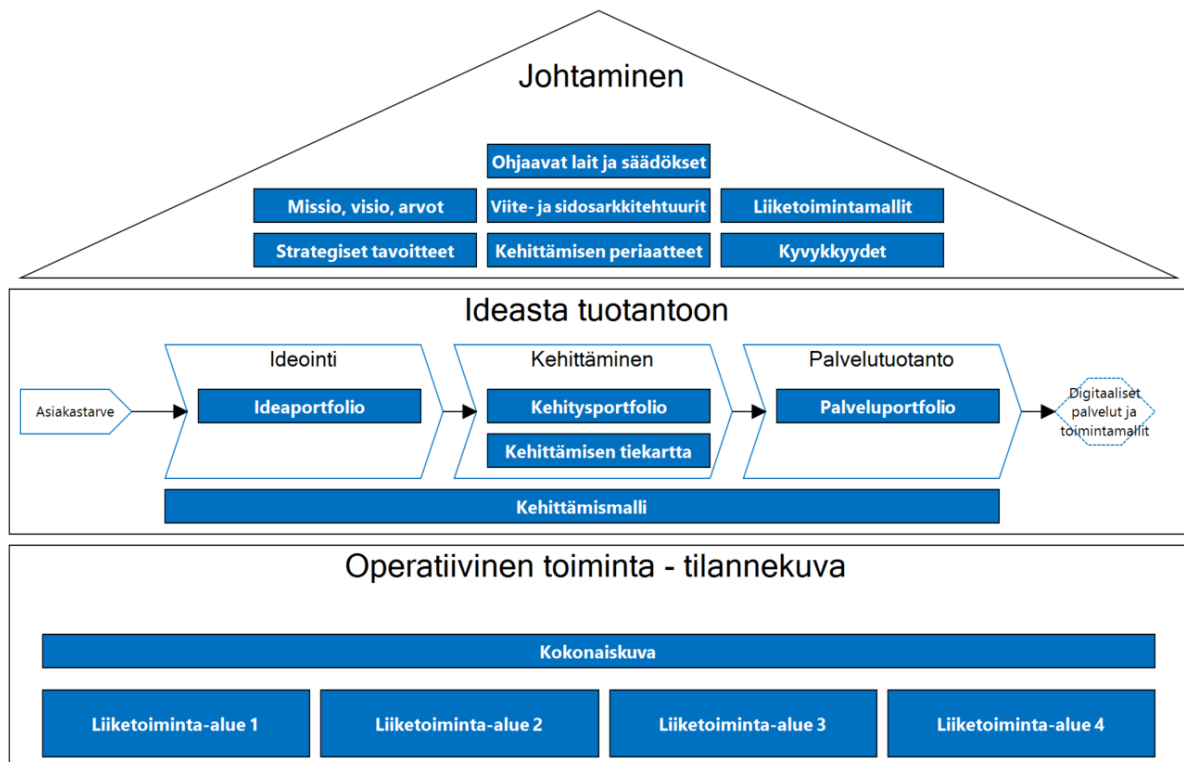 Johtaminen
Ohjaavat lait ja säädökset
Missio, visio, arvot
Viite- ja sidosarkkitehtuurit
Liiketoimintamallit
Strategiset tavoitteet
Kehittämisen periaatteet
Kyvykkyydet
Ideasta tuotantoon
Ideointi
Kehittäminen
Palvelutuotanto
Asiakastarve
Ideaportfolio
Kehitysportfolio
Palveluportfolio
Digitaaliset
palvelut ja
toimintamallit
Kehittämisen tiekartta
Kehittämismalli
Operatiivinen toiminta - tilannekuva
Kokonaiskuva
Liiketoiminta-alue 1
Liiketoiminta-alue 2
Liiketoiminta-alue 3
Liiketoiminta-alue 4